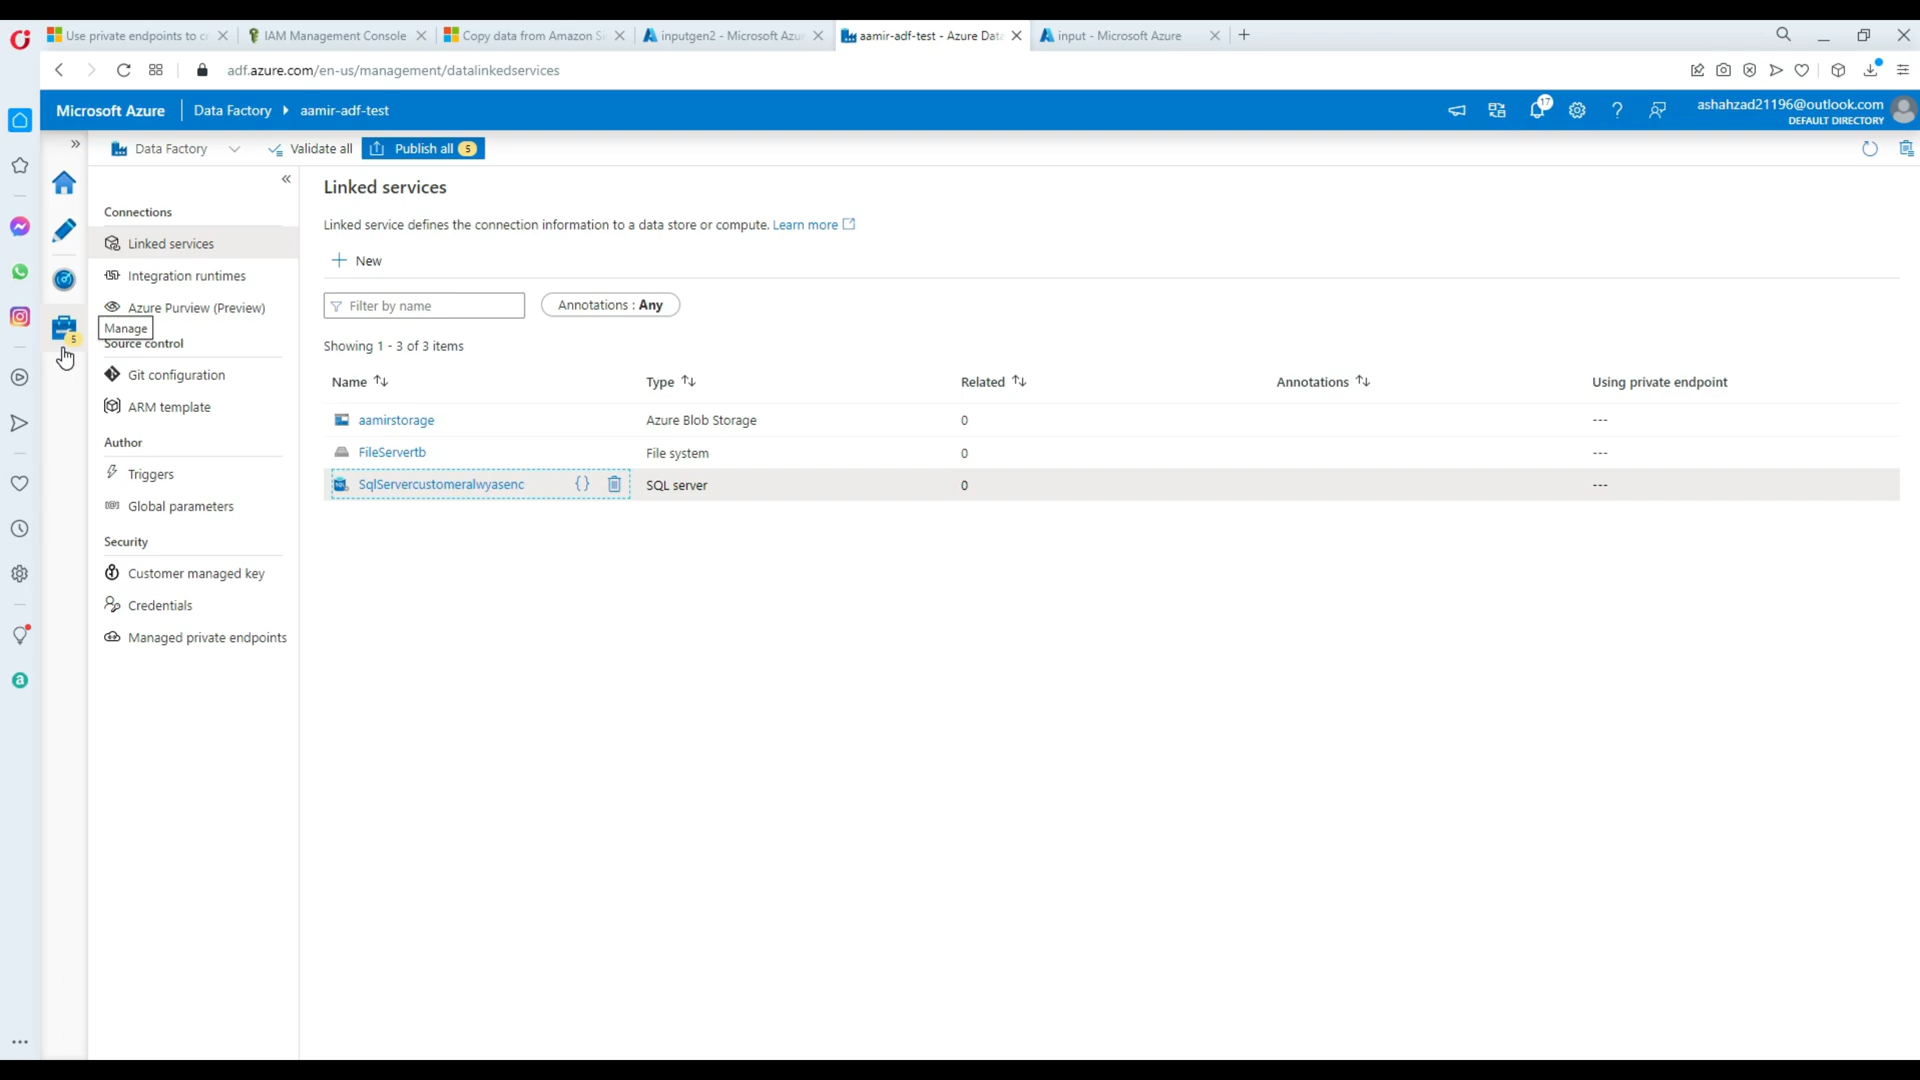 Use private endpoints to c
IAM Management Console
Copy data from Amazon S
inputgen2 - Microsoft Azu
aamir-adf-test - Azure Data
input - Microsoft Azure
adf.azure.com/en-us/management/datalinkedservices
Microsoft Azure
Data Factory
aamir-adf-test
17
ashahzad21196@outlook.com
DEFAULT DIRECTORY
Data Factory
Validate all
Publish all
5
Connections
Linked services
Integration runtimes
Azure Purview (Preview)
5
Manage
Source control
Git configuration
ARM template
Author
Triggers
Global parameters
Security
Customer managed key
Credentials
Managed private endpoints
Linked services
Linked service defines the connection information to a data store or compute. Learn more
New
Filter by name
Annotations : Any
Showing 1 - 3 of 3 items
Name Type Related Annotations Using private endpoint
aamirstorage Azure Blob Storage 0 ---
FileServertb File system 0 ---
SqlServercustomeralwyasenc {} SQL server 0 ---